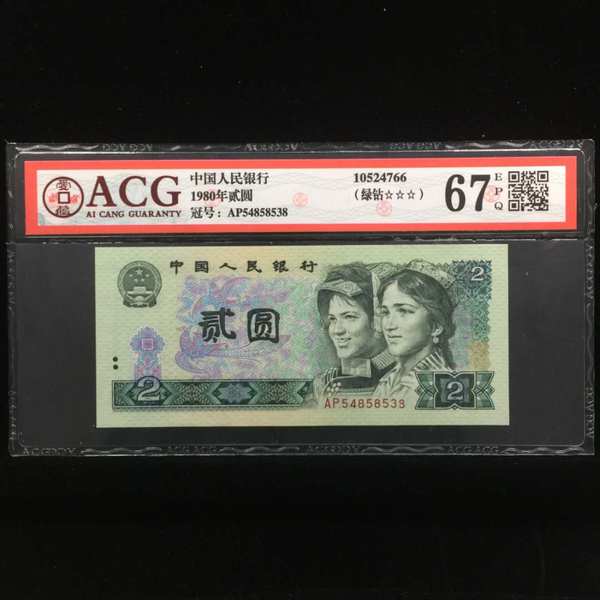 ACG
AI CANG GUARANTY
中国人民银行
1980年贰圆
冠号: AP54858538
10524766
(绿钻☆☆☆)
67
EPQ
中国人民银行
2
贰圆
2
2
AP54858538